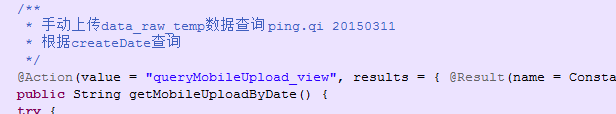 /**
* 手动上传data_raw_temp数据查询ping.qi 20150311
* 根据createDate查询
*/
@Action(value = "queryMobileUpload_view", results = { @Result(name = Consta
public String getMobileUploadByDate() {
try {